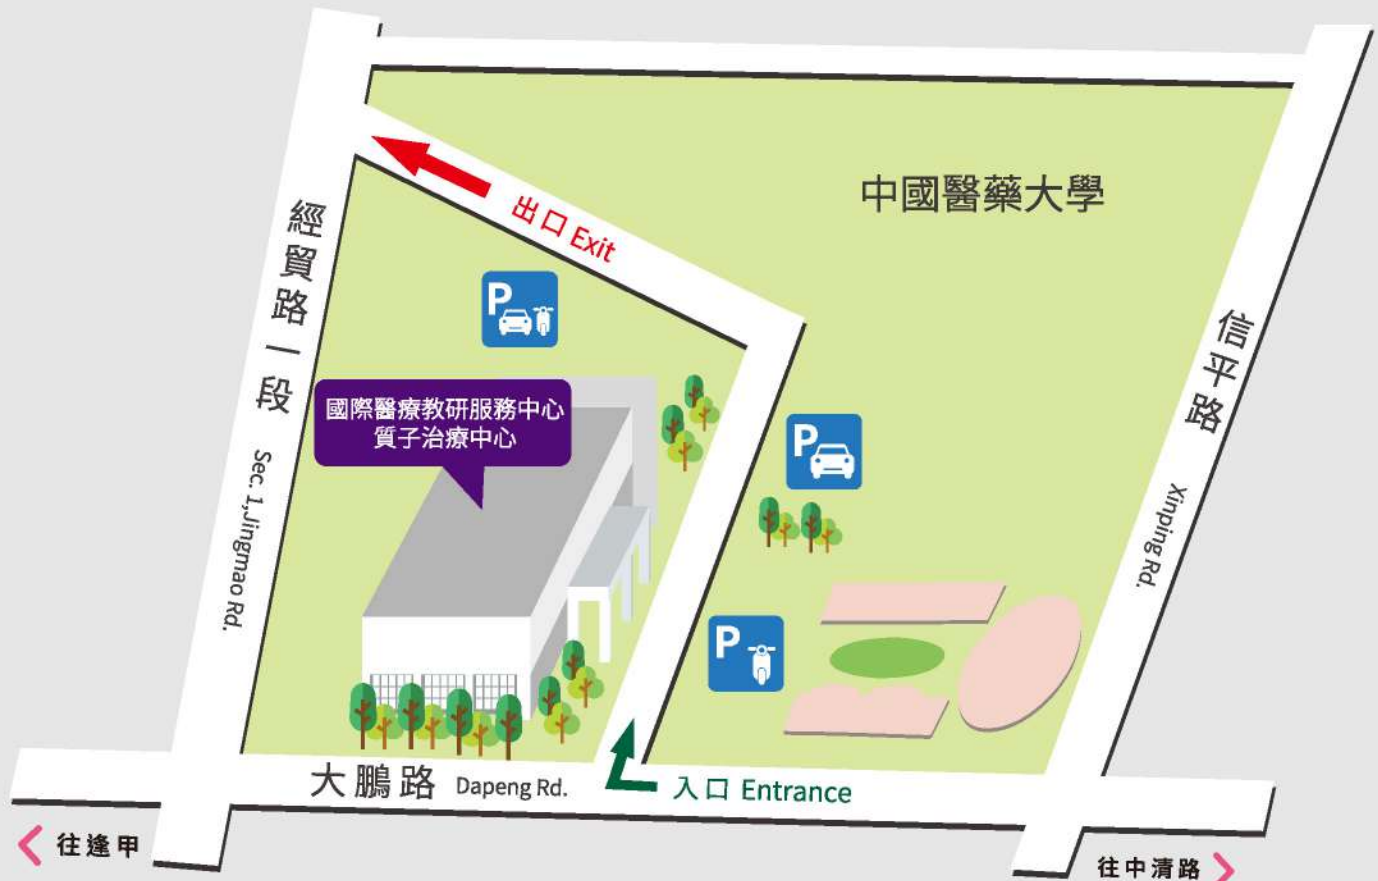 中國醫藥大學
出口 Exit
經貿路一段 Sec. 1,Jingmao Rd.
P
信平路 Xinping Rd.
國際醫療教研服務中心
質子治療中心
P
P
大鵬路 Dapeng Rd.
入口 Entrance
往逢甲
往中清路